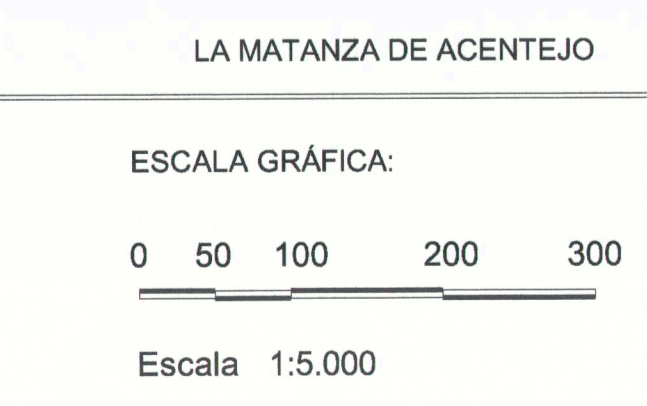 LA MATANZA DE ACENTEJO
ESCALA GRÁFICA:
0 50 100 200 300
Escala 1:5.000